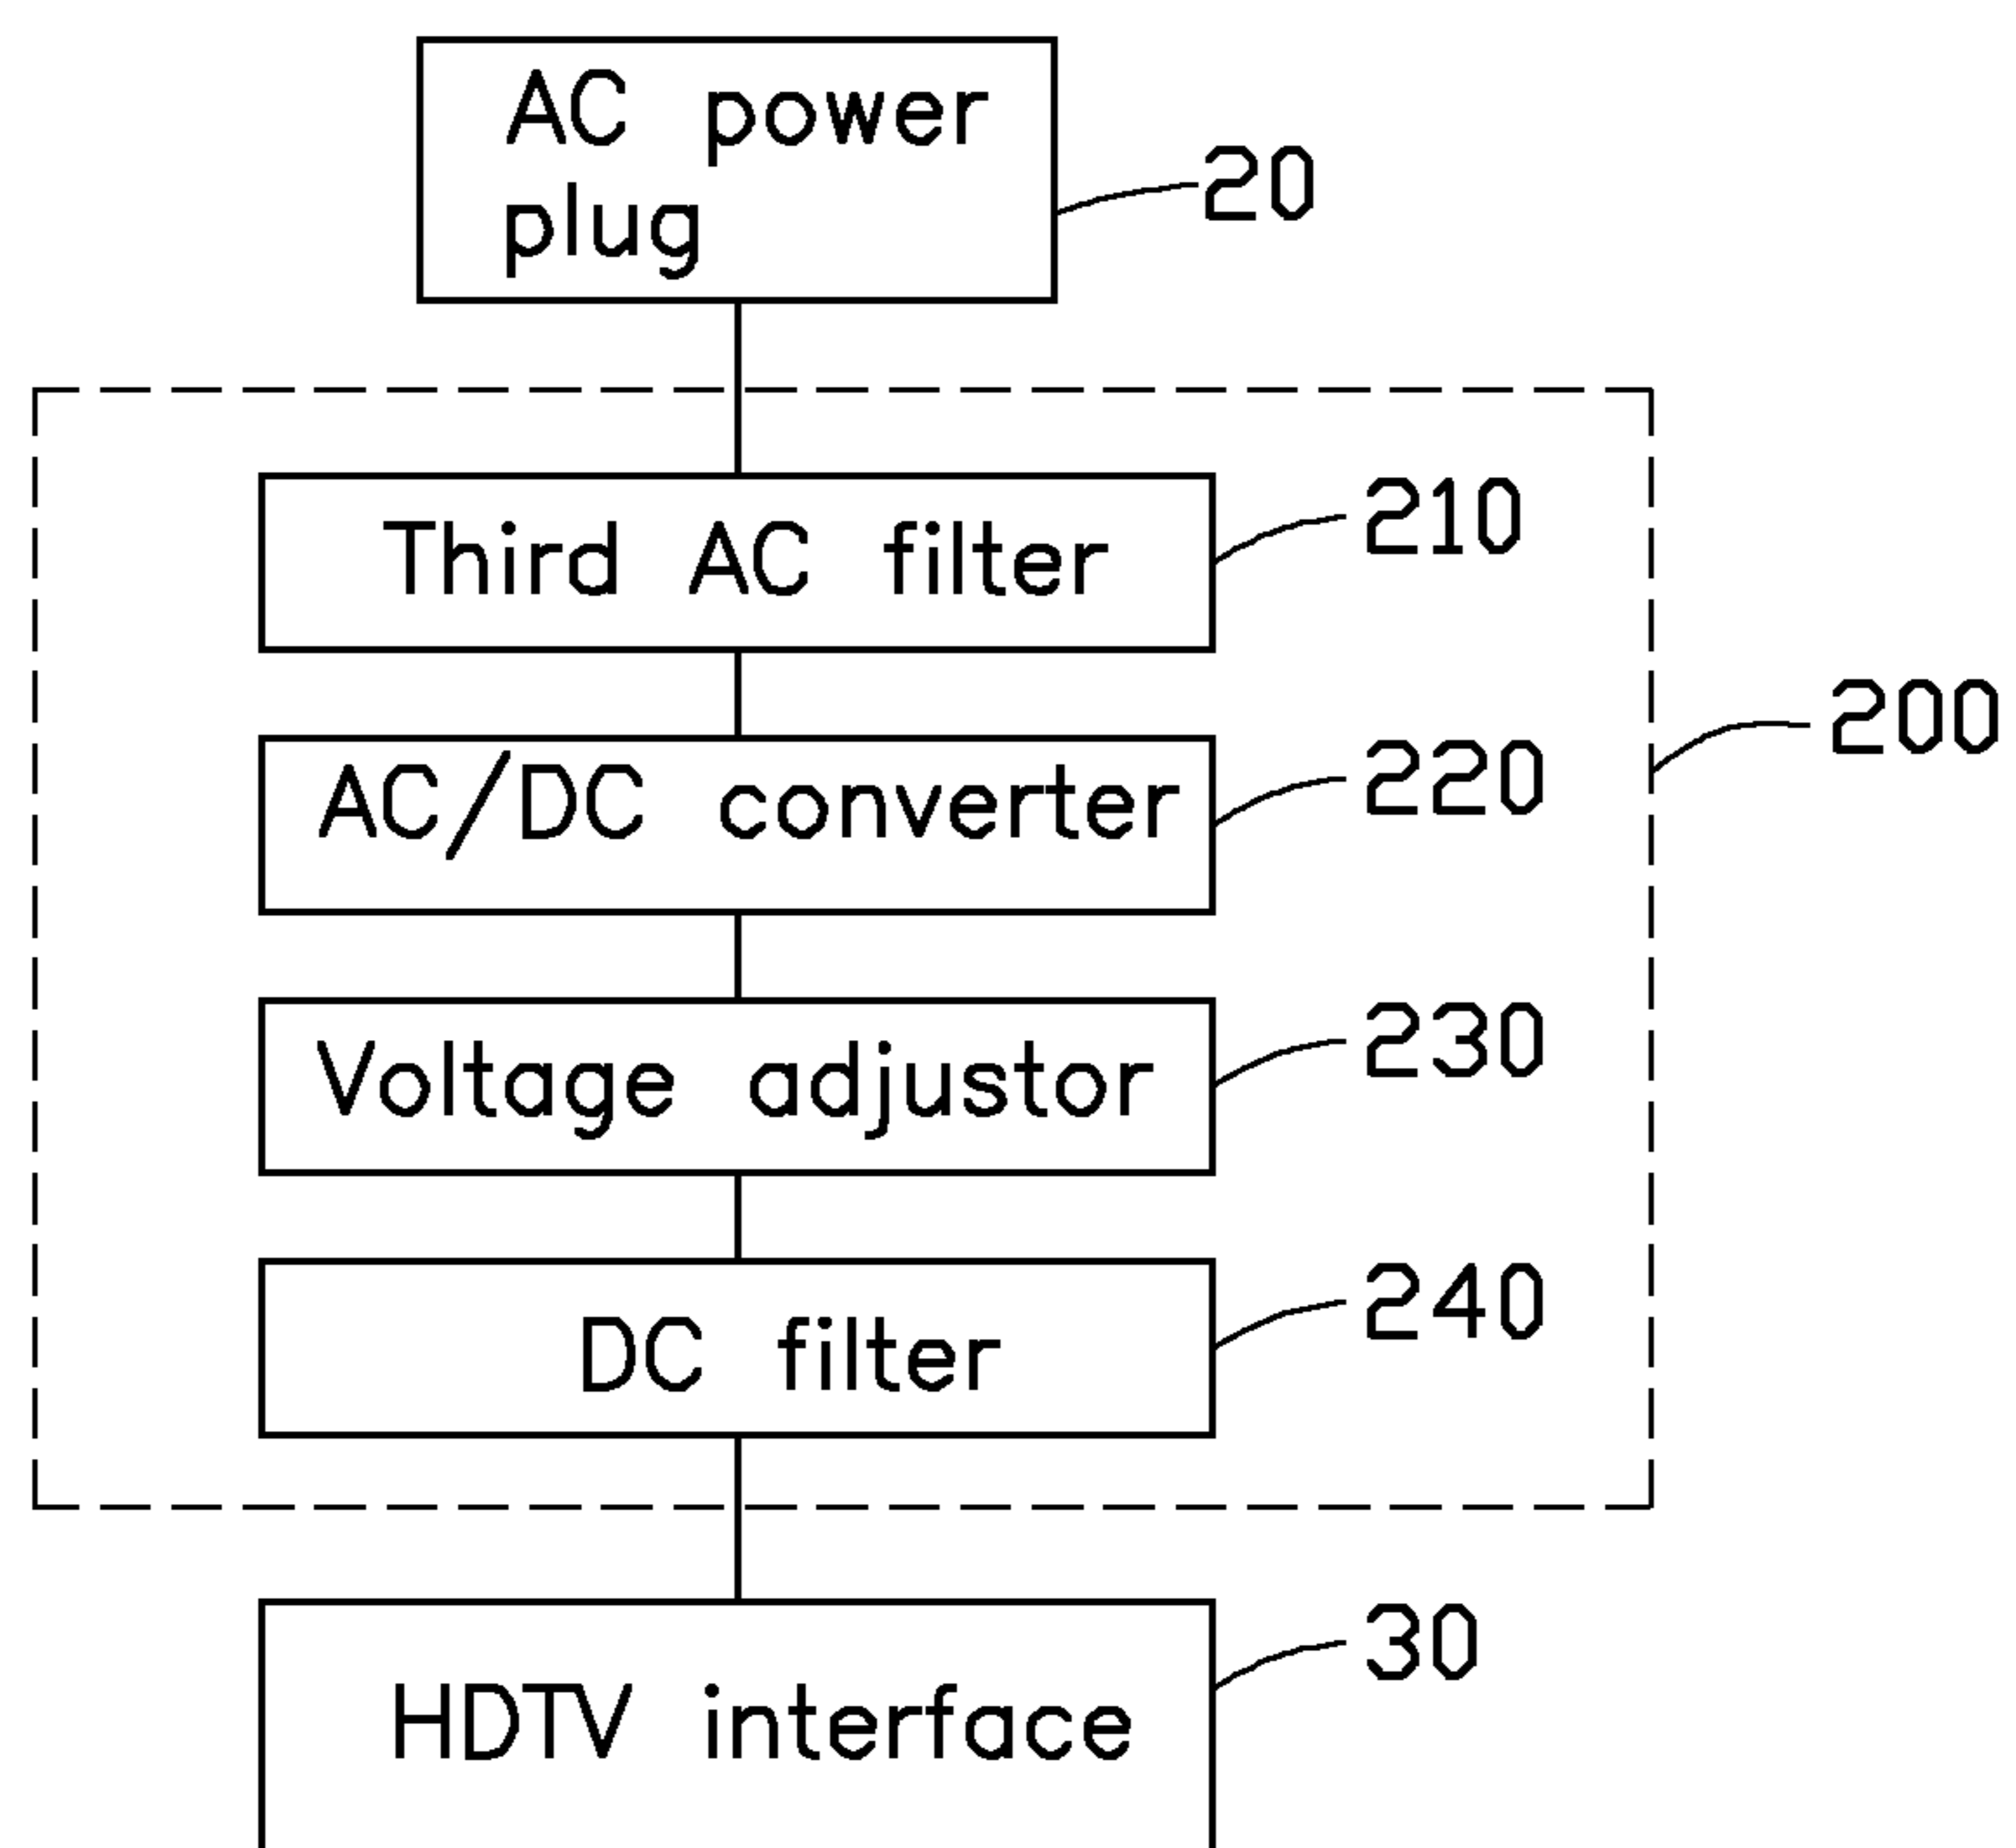 AC power
plug
20
Third AC filter
210
200
AC/DC converter
220
Voltage adjustor
230
DC filter
240
HDTV interface
30